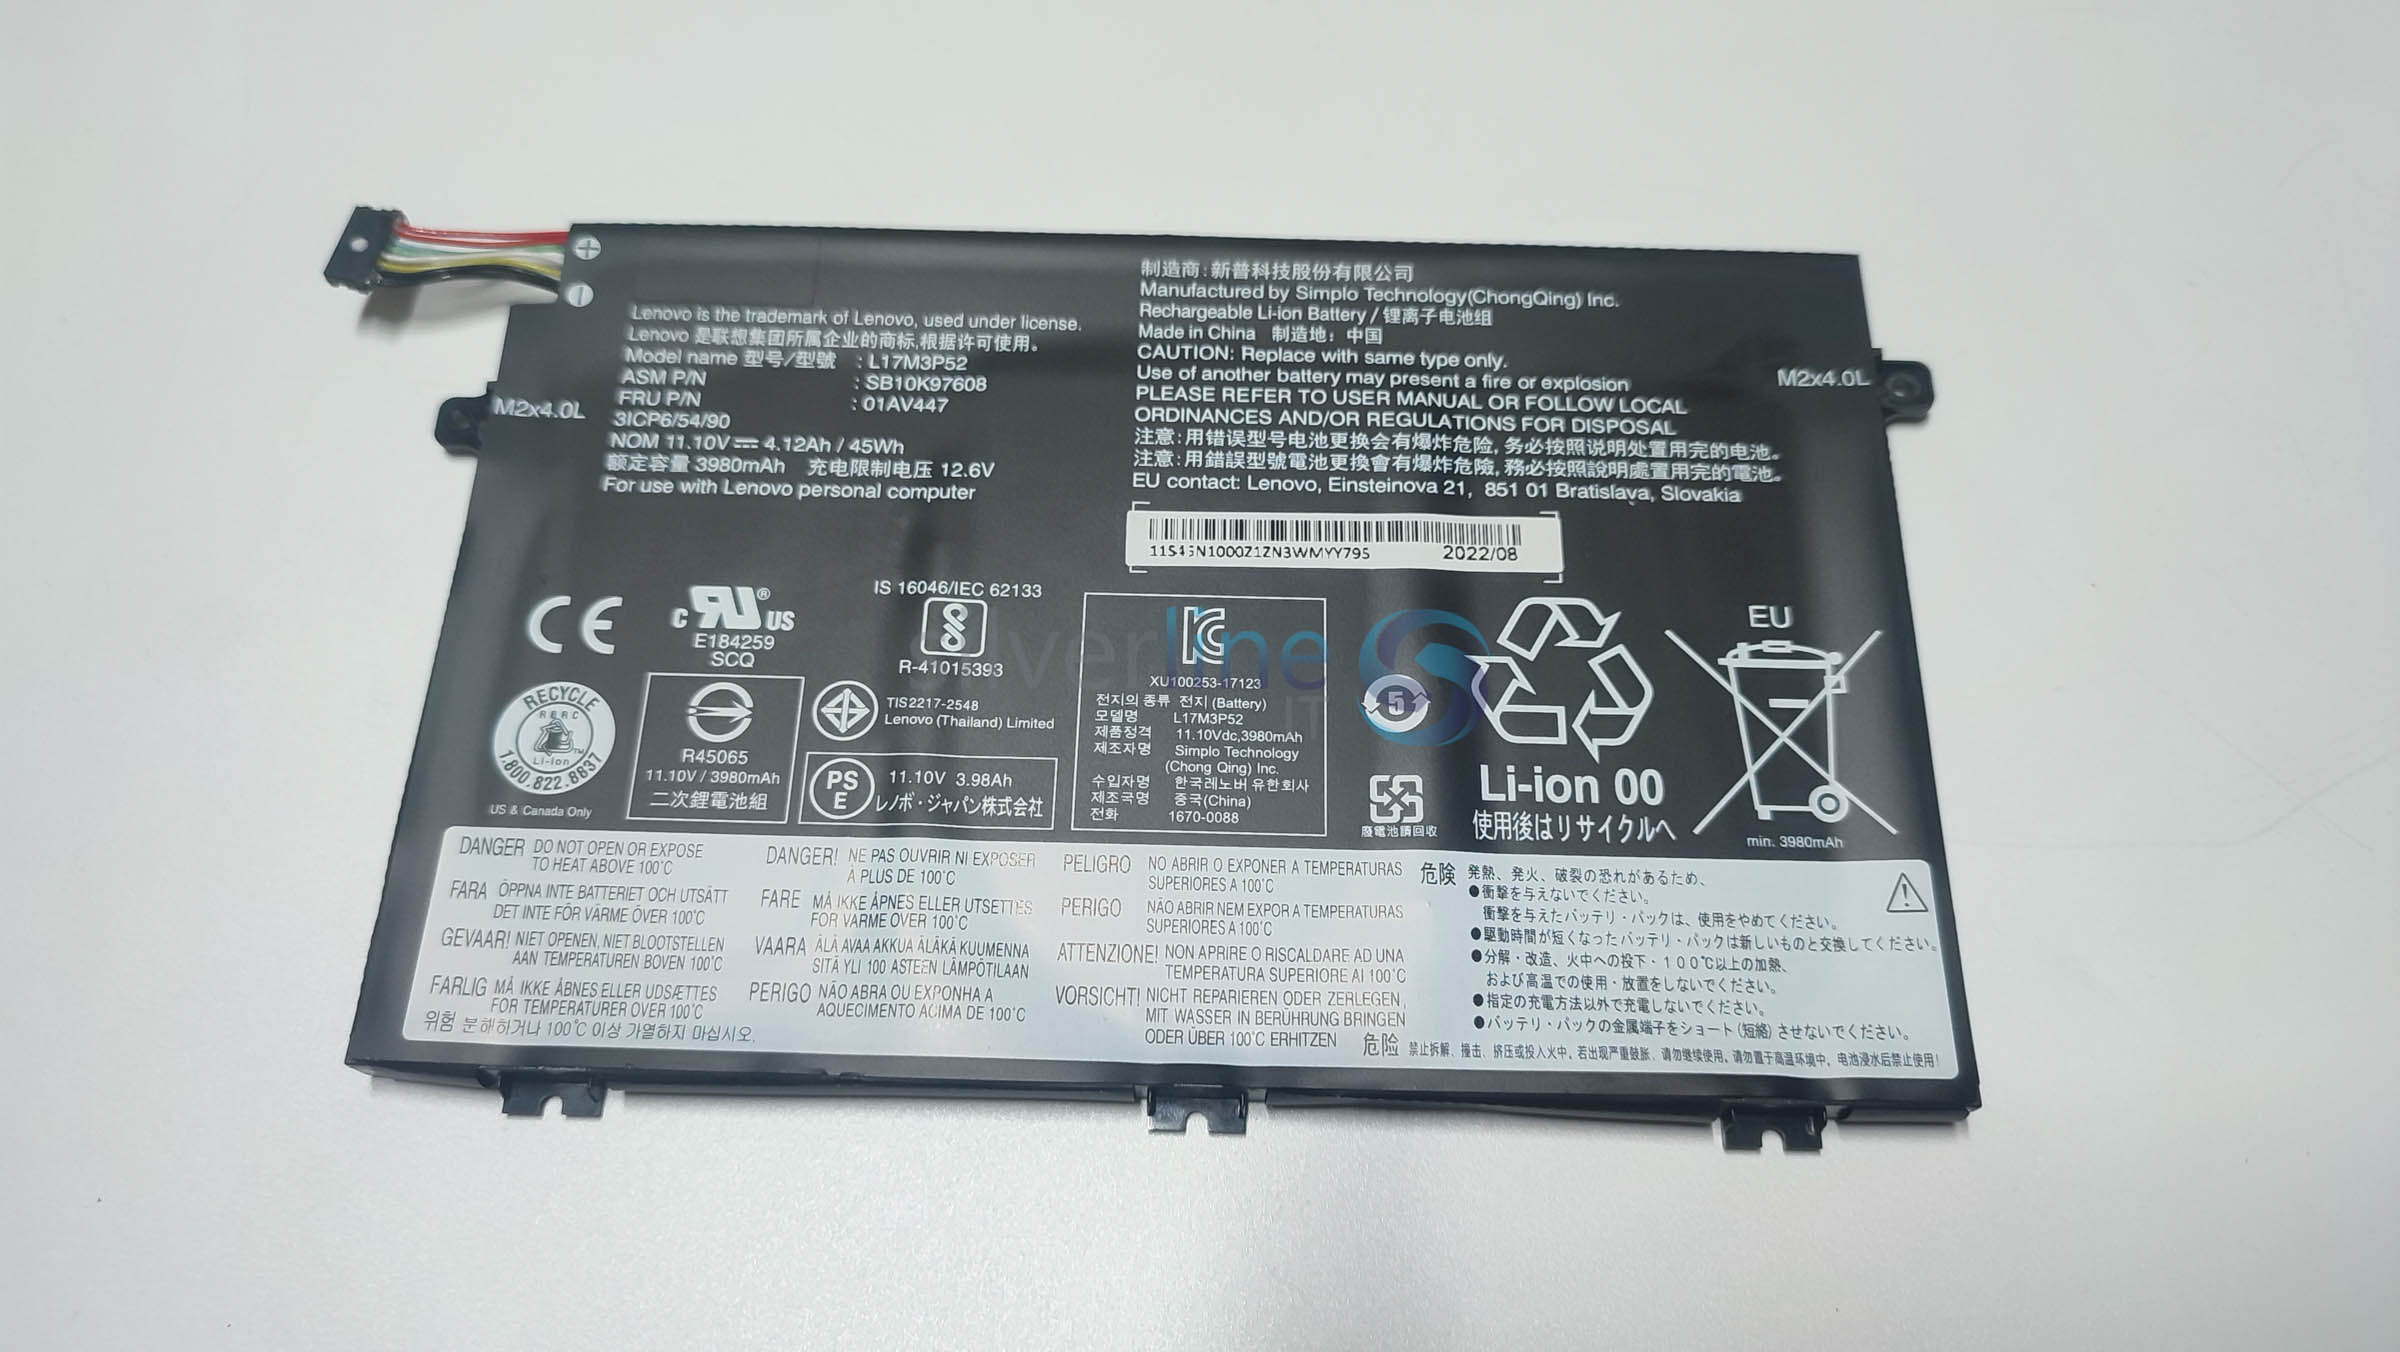 Lenovo is the trademark of Lenovo, used under license.
Lenovo 是联想集团所属企业的商标,根据许可使用。
Model name 型号/型號 : L17M3P52
ASM P/N : SB10K97608
FRU P/N : 01AV447
3ICP6/54/90
NOM 11.10V⎓ 4.12Ah / 45Wh
额定容量 3980mAh 充电限制电压 12.6V
For use with Lenovo personal computer
M2x4.0L
制造商:新普科技股份有限公司
Manufactured by Simplo Technology(ChongQing) Inc.
Rechargeable Li-ion Battery / 锂离子电池组
Made in China 制造地: 中国
CAUTION: Replace with same type only.
Use of another battery may present a fire or explosion
PLEASE REFER TO USER MANUAL OR FOLLOW LOCAL
ORDINANCES AND/OR REGULATIONS FOR DISPOSAL
注意:用错误型号电池更换会有爆炸危险, 务必按照说明处置用完的电池。
注意:用錯誤型號電池更換會有爆炸危險, 務必按照說明處置用完的電池。
EU contact: Lenovo, Einsteinova 21, 851 01 Bratislava, Slovakia
M2x4.0L
2022/08
CE
c RU® US
E184259
SCQ
IS 16046/IEC 62133
R-41015393
RECYCLE
RBRC
Li-Ion
1.800.822.8837
US & Canada Only
R45065
11.10V / 3980mAh
二次鋰電池組
TIS2217-2548
Lenovo (Thailand) Limited
PS
E
11.10V 3.98Ah
レノボ・ジャパン株式会社
XU100253-17123
전지의 종류 전지 (Battery)
모델명 L17M3P52
제품정격 11.10Vdc,3980mAh
제조자명 Simplo Technology
(Chong Qing) Inc.
수입자명 한국레노버 유한회사
제조국명 중국(China)
전화 1670-0088
silverline
IT
5
廢電池請回收
Li-ion 00
使用後はリサイクルへ
EU
min. 3980mAh
DANGER DO NOT OPEN OR EXPOSE
TO HEAT ABOVE 100°C
FARA ÖPPNA INTE BATTERIET OCH UTSÄTT
DET INTE FÖR VÄRME ÖVER 100°C
GEVAAR! NIET OPENEN, NIET BLOOTSTELLEN
AAN TEMPERATUREN BOVEN 100°C
FARLIG MÅ IKKE ÅBNES ELLER UDSÆTTES
FOR TEMPERATURER OVER 100°C
위험 분해하거나 100°C 이상 가열하지 마십시오.
DANGER! NE PAS OUVRIR NI EXPOSER
À PLUS DE 100°C
FARE MÅ IKKE ÅPNES ELLER UTSETTES
FOR VARME OVER 100°C
VAARA ÄLÄ AVAA AKKUA ÄLÄKÄ KUUMENNA
SITÄ YLI 100 ASTEEN LÄMPÖTILAAN
PERIGO NÃO ABRA OU EXPONHA A
AQUECIMENTO ACIMA DE 100°C
PELIGRO NO ABRIR O EXPONER A TEMPERATURAS
SUPERIORES A 100°C
PERIGO NÃO ABRIR NEM EXPOR A TEMPERATURAS
SUPERIORES A 100°C
ATTENZIONE! NON APRIRE O RISCALDARE AD UNA
TEMPERATURA SUPERIORE AI 100°C
VORSICHT! NICHT REPARIEREN ODER ZERLEGEN,
MIT WASSER IN BERÜHRUNG BRINGEN
ODER ÜBER 100°C ERHITZEN
危険 発熱、発火、破裂の恐れがあるため、
●衝撃を与えないでください。
衝撃を与えたバッテリ・パックは、使用をやめてください。
●駆動時間が短くなったバッテリ・パックは新しいものと交換してください。
●分解・改造、火中への投下・100℃以上の加熱、
および高温での使用・放置をしないでください。
●指定の充電方法以外で充電しないでください。
●バッテリ・パックの金属端子をショート (短絡) させないでください。
危险 禁止拆解、撞击、挤压或投入火中。若出现严重鼓胀，请勿继续使用。请勿置于高温环境中。电池浸水后禁止使用!